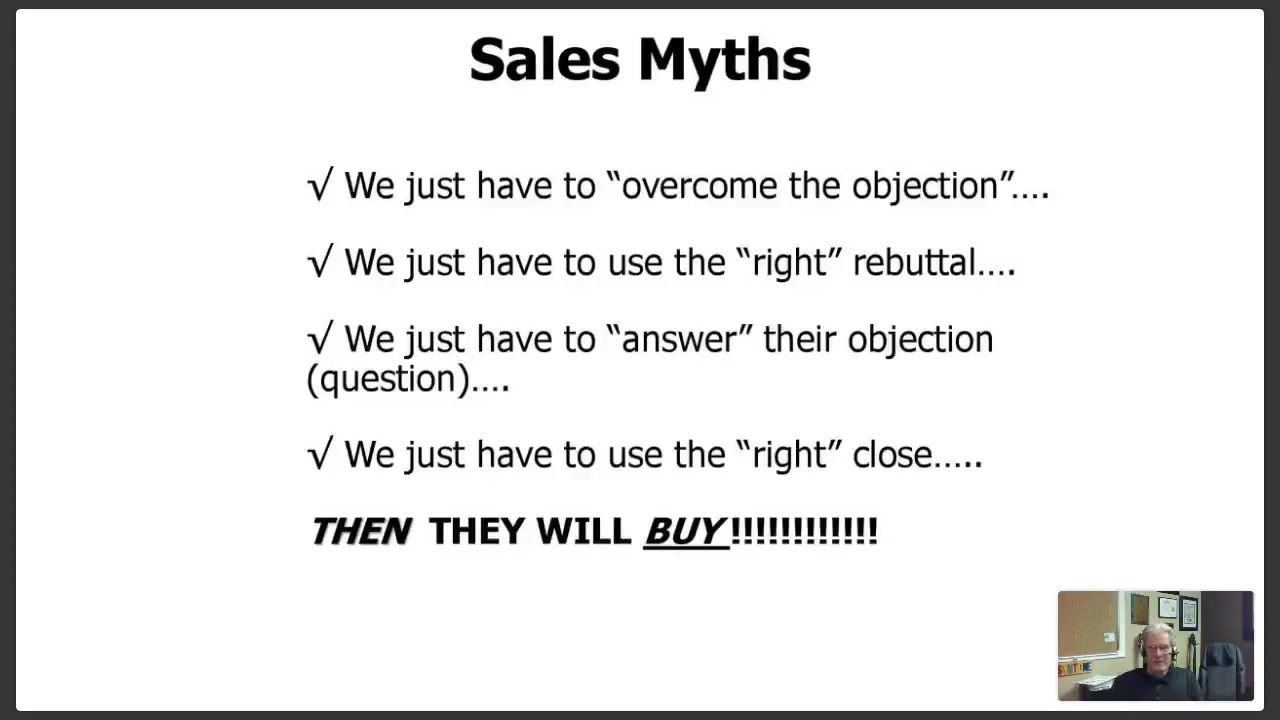 Sales Myths
√ We just have to “overcome the objection”….
√ We just have to use the “right” rebuttal….
√ We just have to “answer” their objection
(question)….
√ We just have to use the “right” close…..
THEN THEY WILL BUY!!!!!!!!!!!!